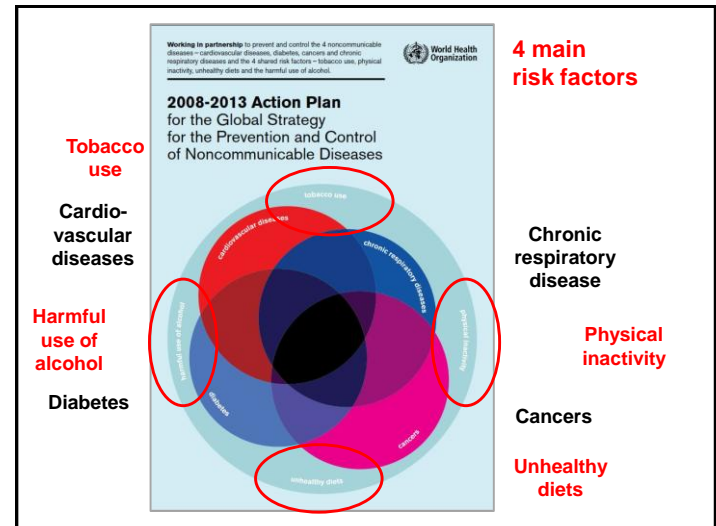 Working in partnership to prevent and control the 4 noncommunicable
diseases – cardiovascular diseases, diabetes, cancers and chronic
respiratory diseases and the 4 shared risk factors – tobacco use, physical
inactivity, unhealthy diets and the harmful use of alcohol.
World Health
Organization
4 main
risk factors
2008-2013 Action Plan
for the Global Strategy
for the Prevention and Control
of Noncommunicable Diseases
Tobacco
use
Cardio-
vascular
diseases
Harmful
use of
alcohol
Diabetes
tobacco use
cardiovascular diseases
chronic respiratory diseases
harmful use of alcohol
physical inactivity
diabetes
cancers
unhealthy diets
Chronic
respiratory
disease
Physical
inactivity
Cancers
Unhealthy
diets